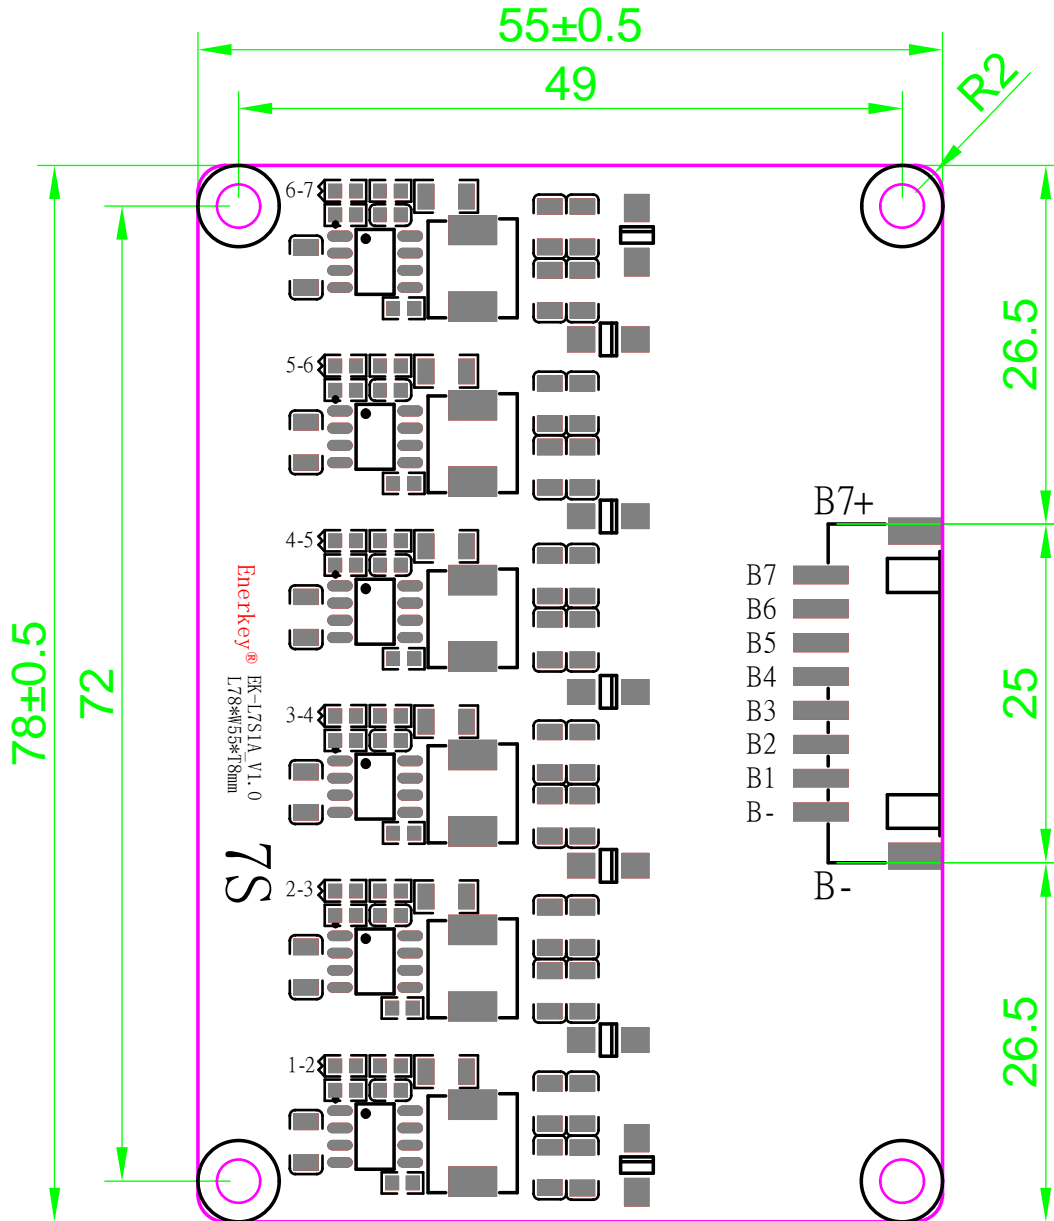 55±0.5
49
R2
6-7
26.5
5-6
B7+
4-5
B7
B6
B5
B4
B3
B2
B1
B-
25
78±0.5
72
Enerkey®
EK-L7S1A_V1.0
L78*W55*T8mm
3-4
7S
2-3
B-
26.5
1-2